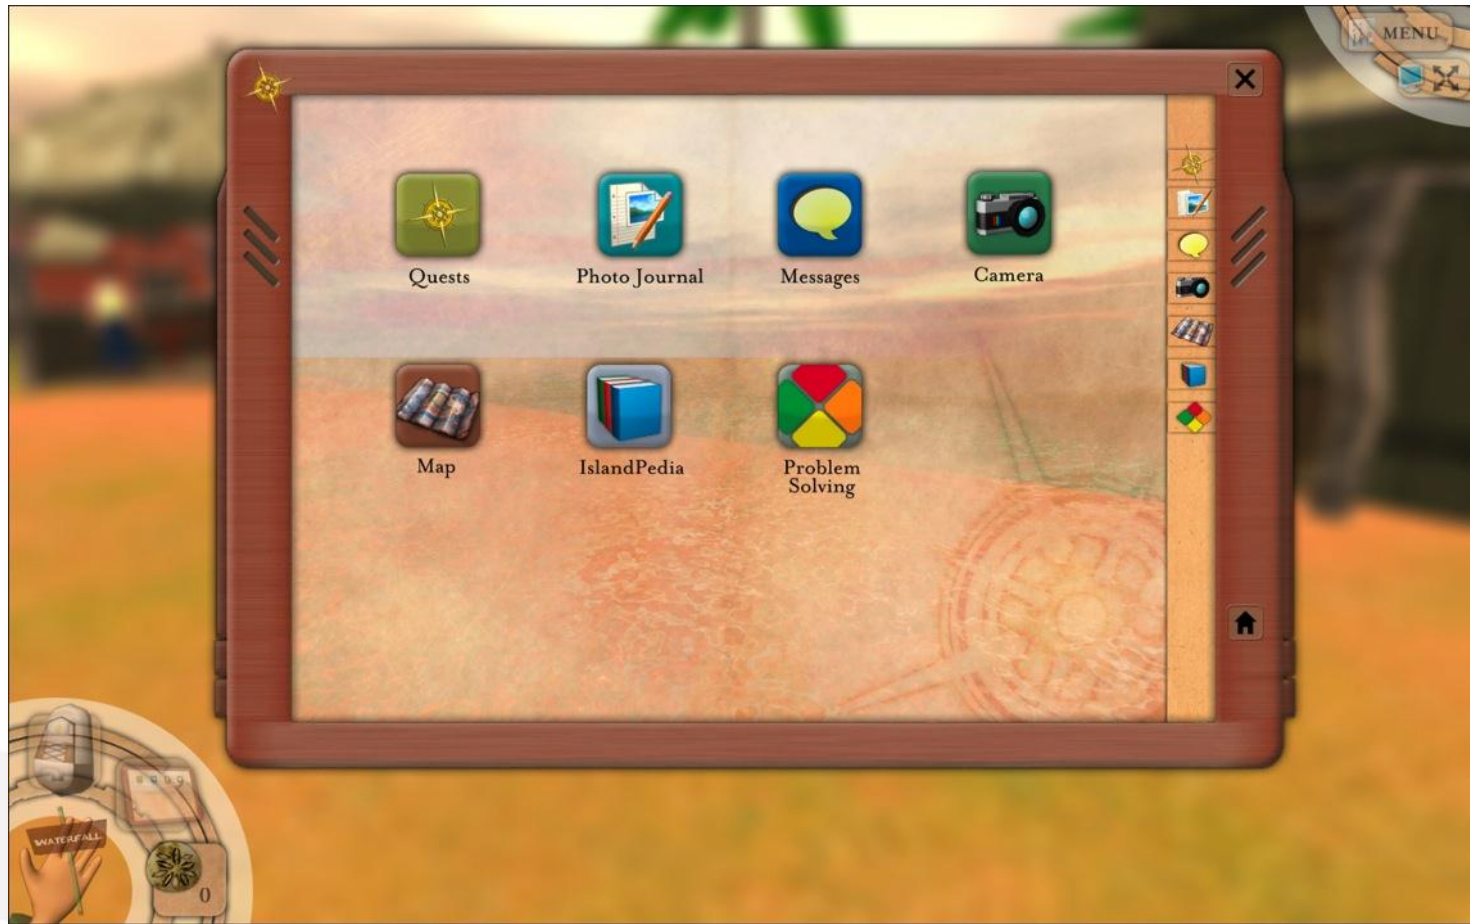 MENU
Quests
Photo Journal
Messages
Camera
Map
IslandPedia
Problem
Solving
WATERFALL
0